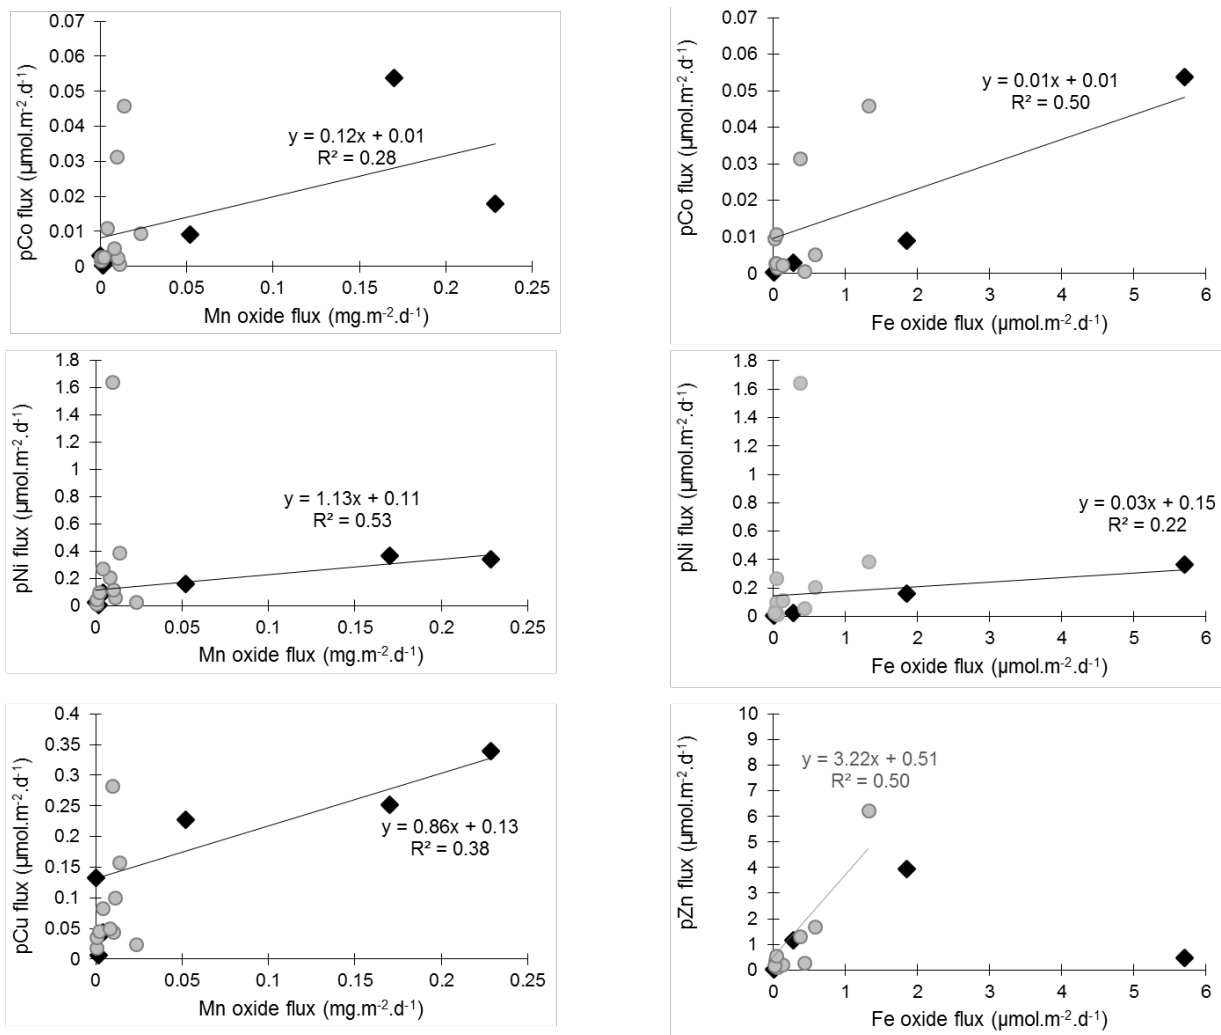 pCo flux (µmol.m⁻².d⁻¹)
0.07
0.06
0.05
0.04
0.03
0.02
0.01
0
y = 0.12x + 0.01
R² = 0.28
0 0.05 0.1 0.15 0.2 0.25
Mn oxide flux (mg.m⁻².d⁻¹)
pCo flux (µmol.m⁻².d⁻¹)
0.07
0.06
0.05
0.04
0.03
0.02
0.01
0
y = 0.01x + 0.01
R² = 0.50
0 1 2 3 4 5 6
Fe oxide flux (µmol.m⁻².d⁻¹)
pNi flux (µmol.m⁻².d⁻¹)
1.8
1.6
1.4
1.2
1
0.8
0.6
0.4
0.2
0
y = 1.13x + 0.11
R² = 0.53
0 0.05 0.1 0.15 0.2 0.25
Mn oxide flux (mg.m⁻².d⁻¹)
pNi flux (µmol.m⁻².d⁻¹)
1.8
1.6
1.4
1.2
1
0.8
0.6
0.4
0.2
0
y = 0.03x + 0.15
R² = 0.22
0 1 2 3 4 5 6
Fe oxide flux (µmol.m⁻².d⁻¹)
pCu flux (µmol.m⁻².d⁻¹)
0.4
0.35
0.3
0.25
0.2
0.15
0.1
0.05
0
y = 0.86x + 0.13
R² = 0.38
0 0.05 0.1 0.15 0.2 0.25
Mn oxide flux (mg.m⁻².d⁻¹)
pZn flux (µmol.m⁻².d⁻¹)
10
9
8
7
6
5
4
3
2
1
0
y = 3.22x + 0.51
R² = 0.50
0 1 2 3 4 5 6
Fe oxide flux (µmol.m⁻².d⁻¹)